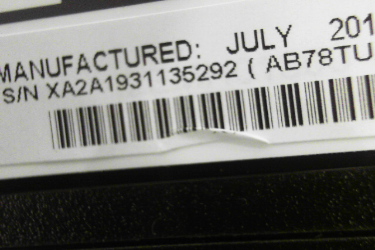 MANUFACTURED: JULY 201
S/N XA2A1931135292 ( AB78TU